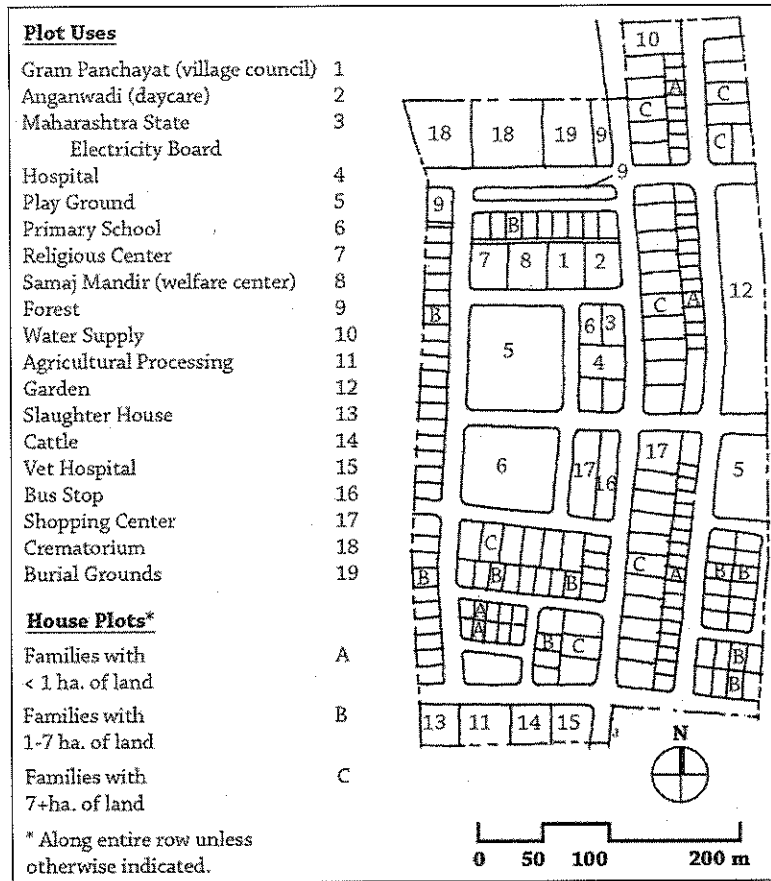 Plot Uses
Gram Panchayat (village council) 1
Anganwadi (daycare) 2
Maharashtra State 3
Electricity Board
Hospital 4
Play Ground 5
Primary School 6
Religious Center 7
Samaj Mandir (welfare center) 8
Forest 9
Water Supply 10
Agricultural Processing 11
Garden 12
Slaughter House 13
Cattle 14
Vet Hospital 15
Bus Stop 16
Shopping Center 17
Crematorium 18
Burial Grounds 19
House Plots*
Families with A
< 1 ha. of land
Families with B
1-7 ha. of land
Families with C
7+ha. of land
* Along entire row unless
otherwise indicated.
10
A
C C
18 18 19 9 C
9
9
B
7 8 1 2
B C A 12
6 3
5
4
17
6 17 16 5
C
B B B C A B B
A
A
B C B
B
13 11 14 15
N
0 50 100 200 m